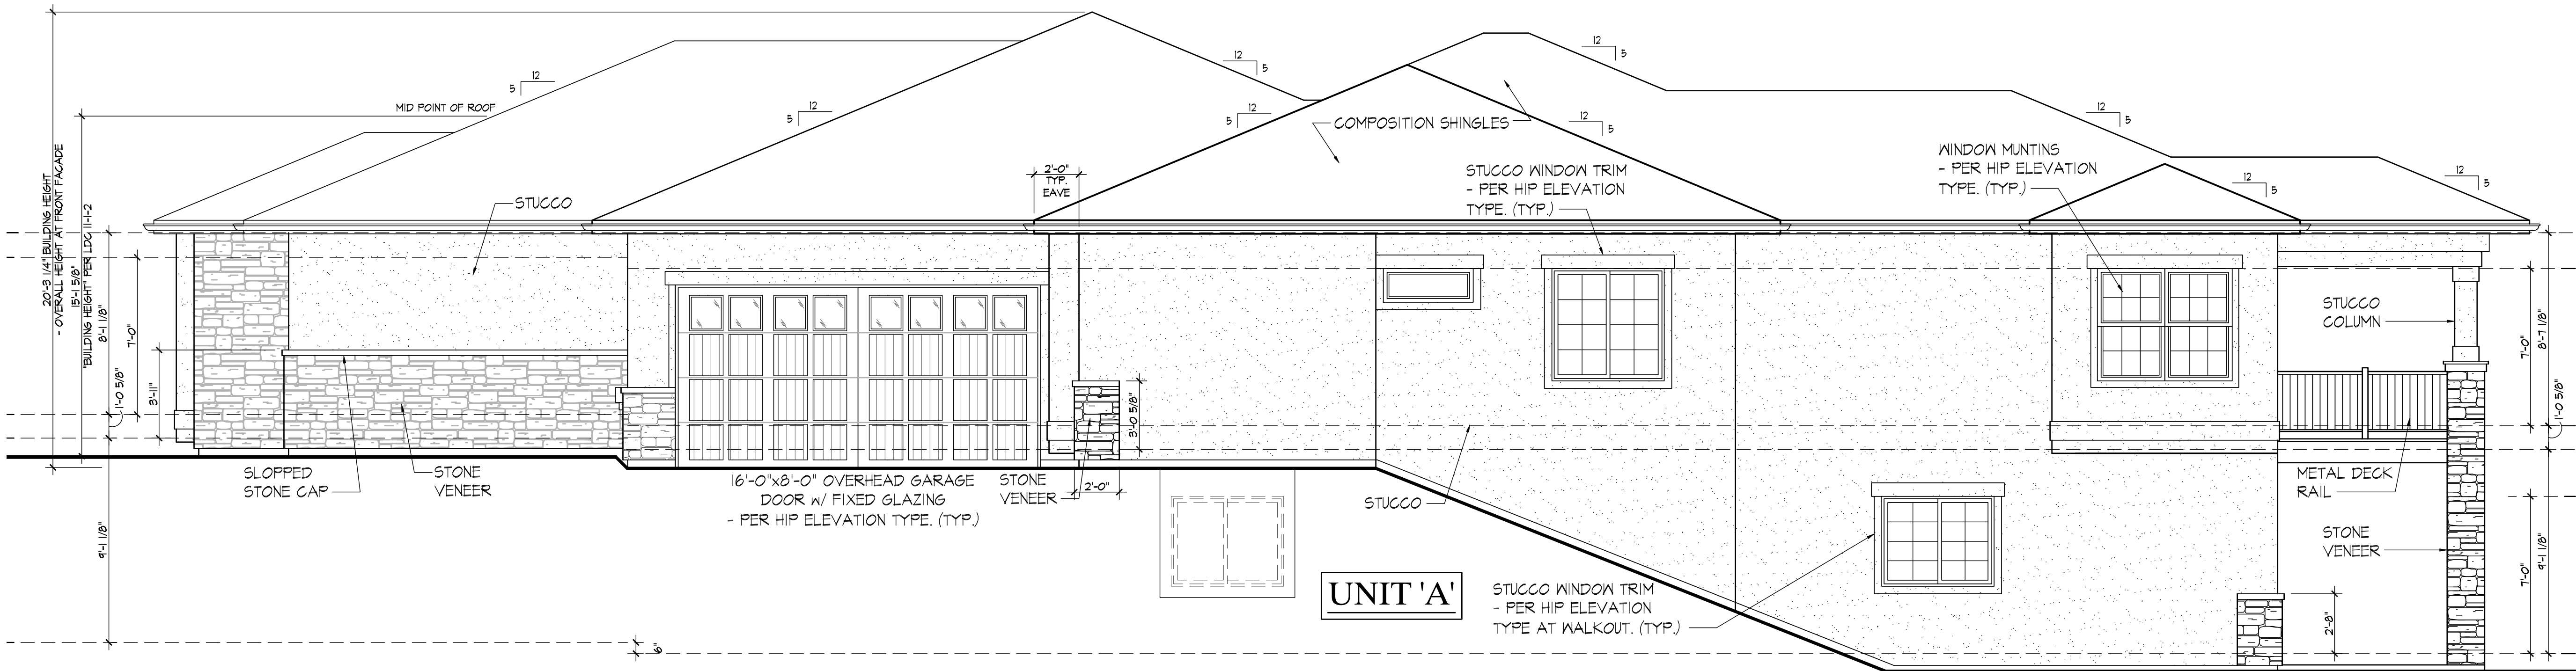 12
5
12
5
12
5
MID POINT OF ROOF
12
5
12
5
12
5
12
5
COMPOSITION SHINGLES
20'-3 1/4" BUILDING HEIGHT
- OVERALL HEIGHT AT FRONT FACADE
15'-1 5/8"
"BUILDING HEIGHT" PER LDC 11-1-2
2'-0"
TYP.
EAVE
STUCCO WINDOW TRIM
- PER HIP ELEVATION
TYPE. (TYP.)
WINDOW MUNTINS
- PER HIP ELEVATION
TYPE. (TYP.)
12
5
12
5
STUCCO
8'-1 1/8"
7'-0"
1'-0 5/8"
3'-11"
STUCCO
COLUMN
7'-0"
8'-7 1/8"
1'-0 5/8"
3'-0 5/8"
SLOPPED
STONE CAP
STONE
VENEER
16'-0"x8'-0" OVERHEAD GARAGE
DOOR W/ FIXED GLAZING
- PER HIP ELEVATION TYPE. (TYP.)
STONE
VENEER
2'-0"
STUCCO
METAL DECK
RAIL
9'-1 1/8"
STONE
VENEER
7'-0"
9'-1 1/8"
UNIT 'A'
STUCCO WINDOW TRIM
- PER HIP ELEVATION
TYPE AT WALKOUT. (TYP.)
2'-8"
6"